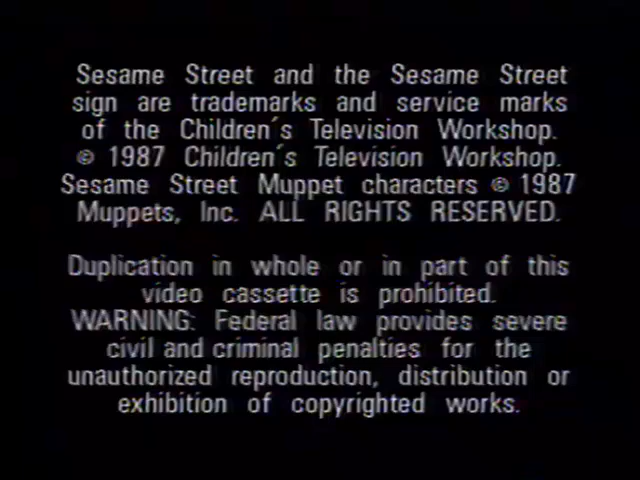 Sesame Street and the Sesame Street
sign are trademarks and service marks
of the Children´s Television Workshop.
© 1987 Children´s Television Workshop.
Sesame Street Muppet characters © 1987
Muppets, Inc. ALL RIGHTS RESERVED.
Duplication in whole or in part of this
video cassette is prohibited.
WARNING: Federal law provides severe
civil and criminal penalties for the
unauthorized reproduction, distribution or
exhibition of copyrighted works.